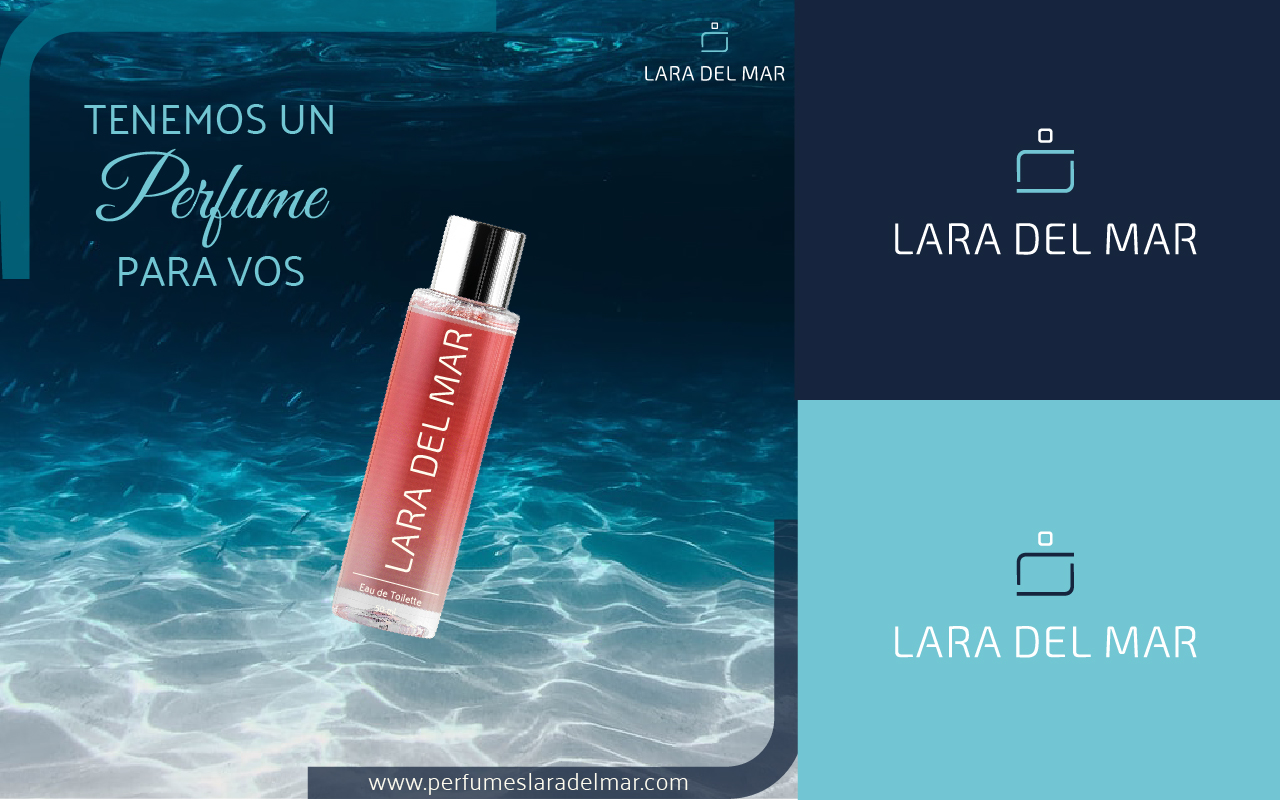 LARA DEL MAR
TENEMOS UN
Perfume
PARA VOS
LARA DEL MAR
Eau de Toilette
www.perfumeslaradelmar.com
LARA DEL MAR
LARA DEL MAR